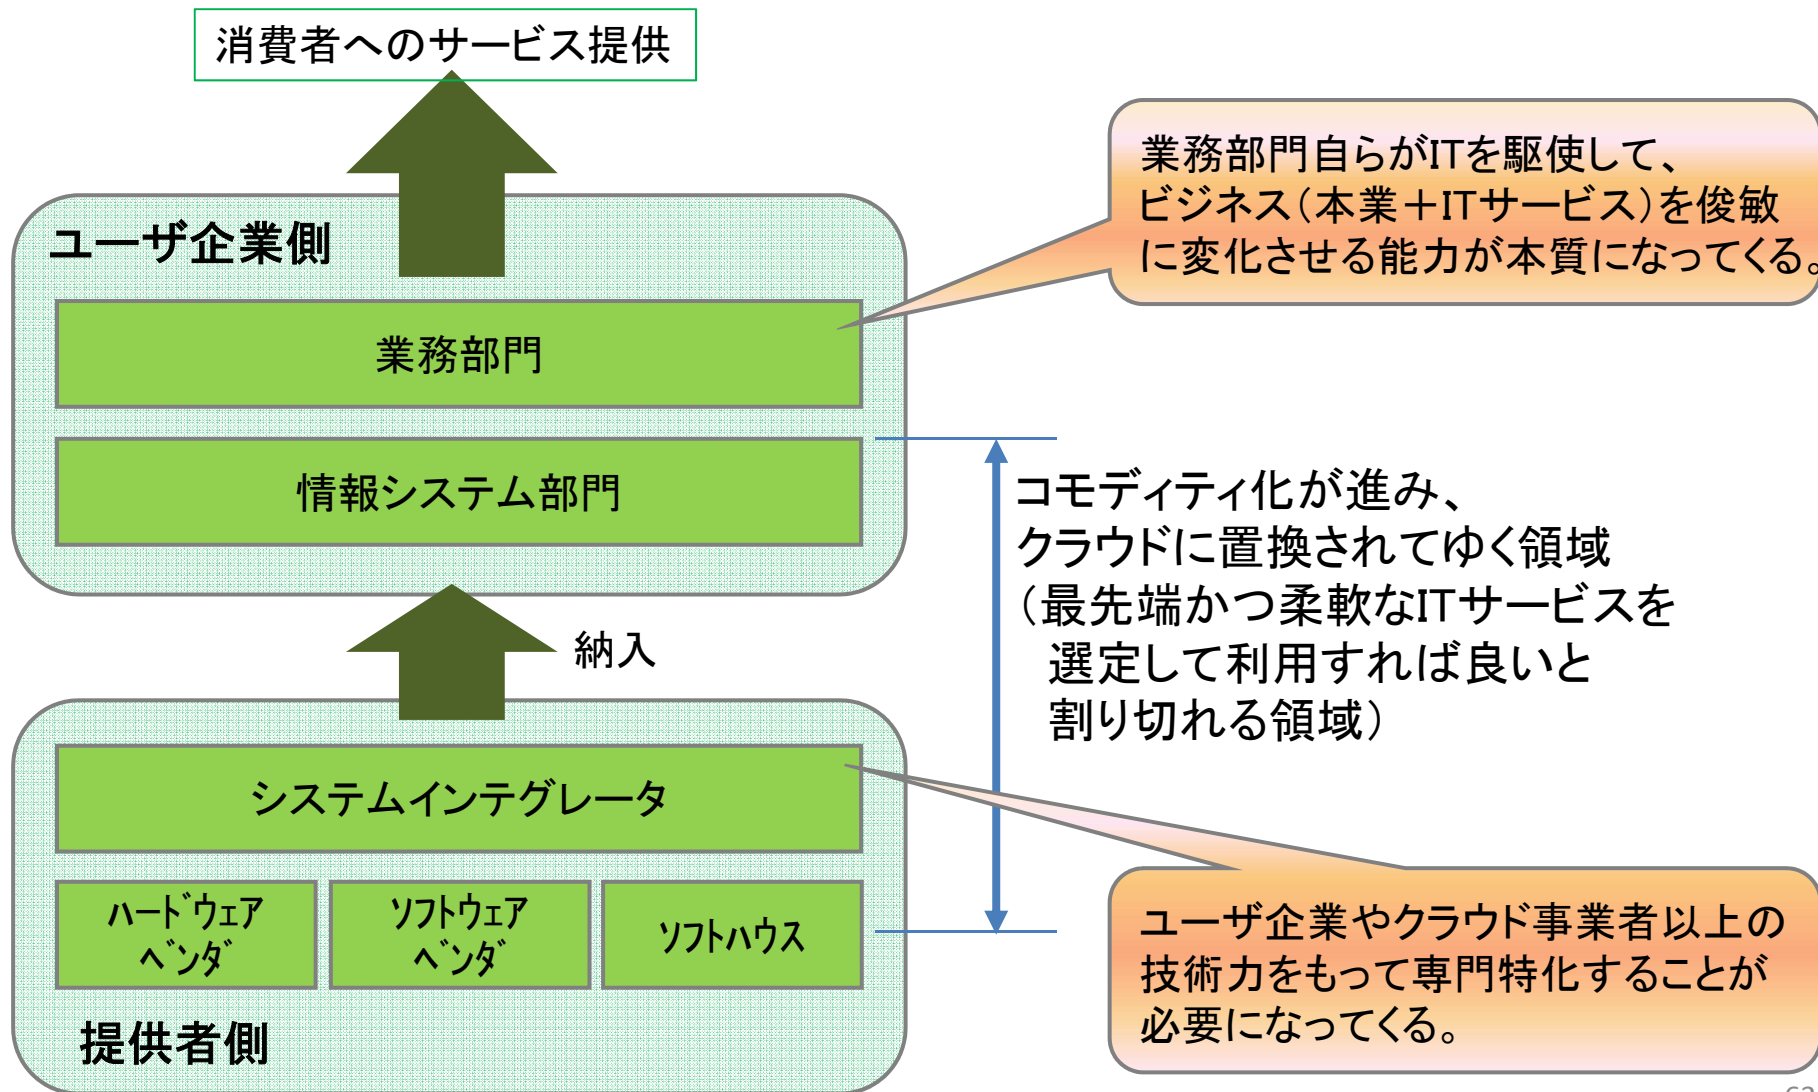 消費者へのサービス提供
ユーザ企業側
業務部門
情報システム部門
納入
システムインテグレータ
ﾊｰﾄﾞｳｪｱ
ﾍﾞﾝﾀﾞ
ｿﾌﾄｳｪｱ
ﾍﾞﾝﾀﾞ
ｿﾌﾄﾊｳｽ
提供者側
業務部門自らがITを駆使して、
ビジネス（本業＋ITサービス）を俊敏
に変化させる能力が本質になってくる。
コモディティ化が進み、
クラウドに置換されてゆく領域
（最先端かつ柔軟なITサービスを
選定して利用すれば良いと
割り切れる領域）
ユーザ企業やクラウド事業者以上の
技術力をもって専門特化することが
必要になってくる。